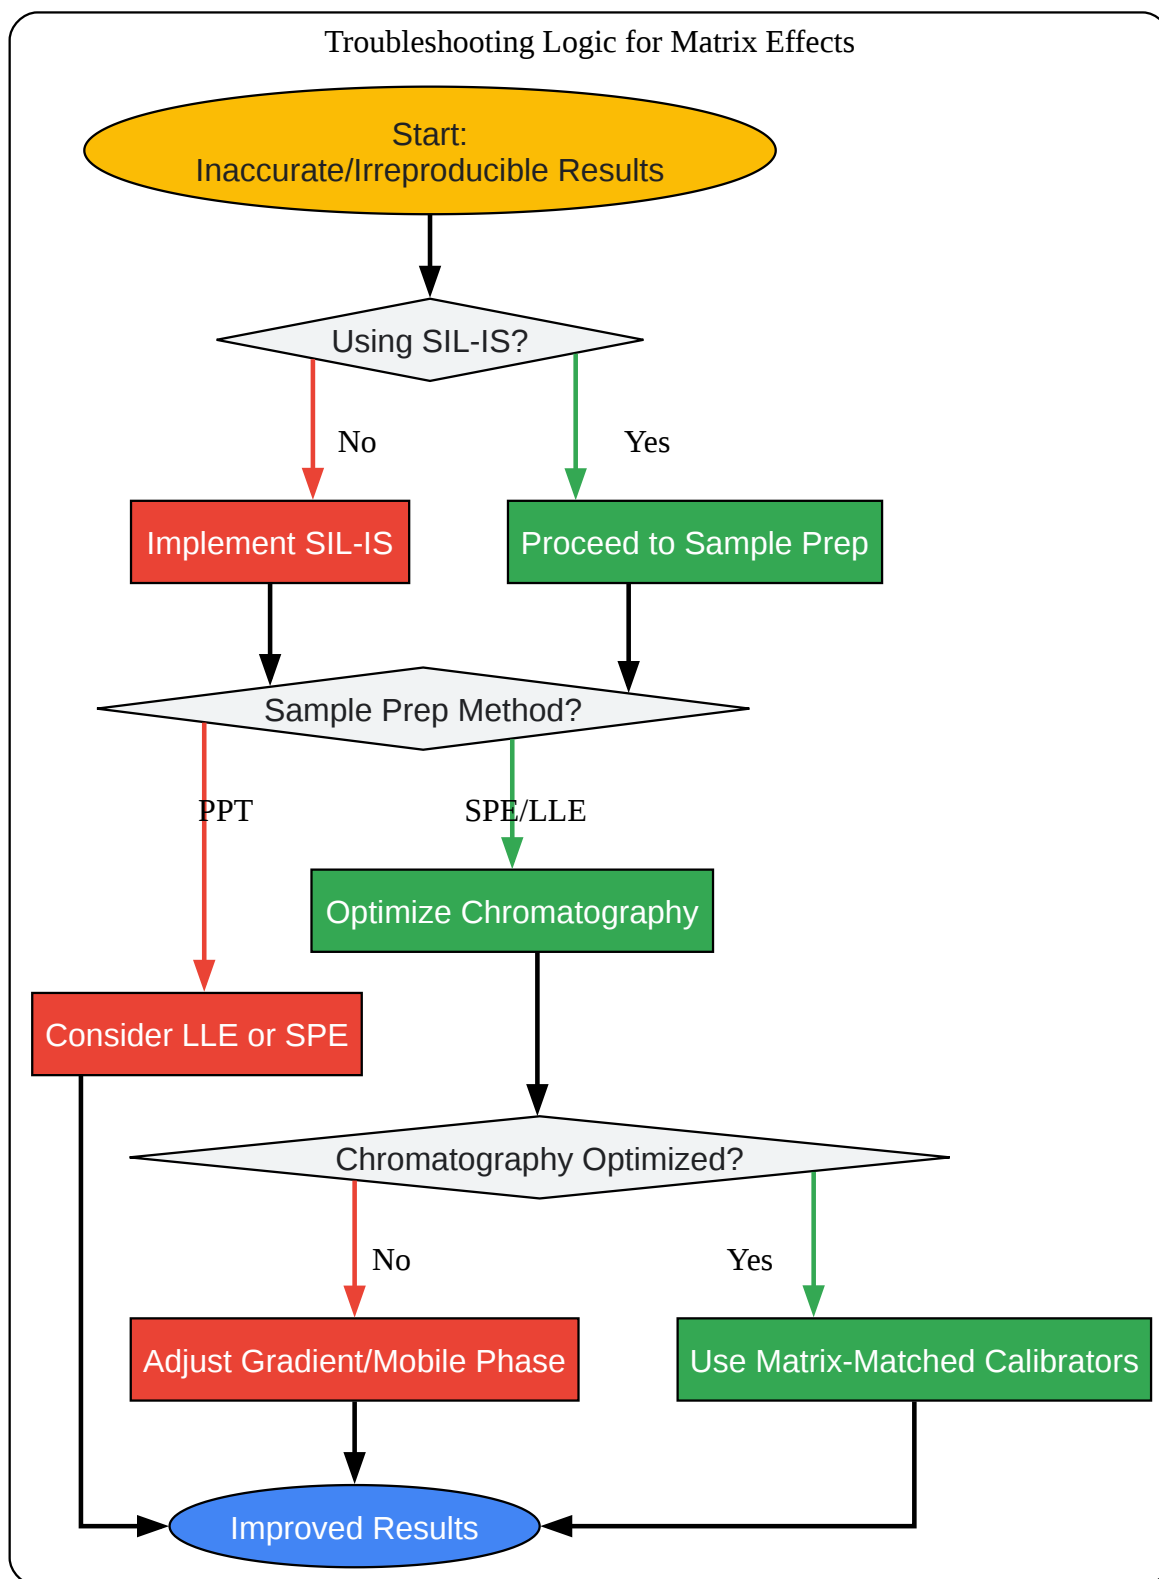 Troubleshooting Logic for Matrix Effects
Start:
Inaccurate/Irreproducible Results
Using SIL-IS?
No
Yes
Implement SIL-IS
Proceed to Sample Prep
Sample Prep Method?
PPT
SPE/LLE
Optimize Chromatography
Consider LLE or SPE
Chromatography Optimized?
No
Yes
Adjust Gradient/Mobile Phase
Use Matrix-Matched Calibrators
Improved Results